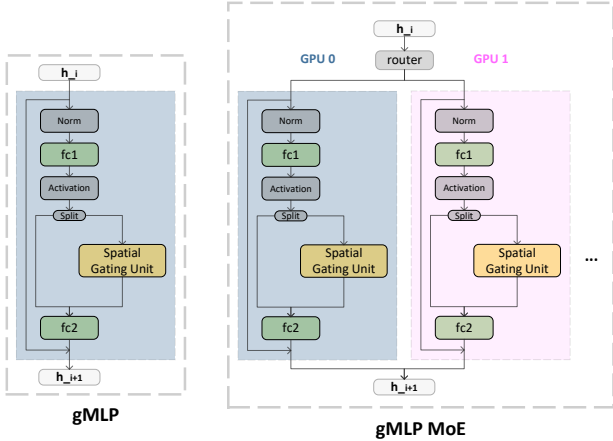 h_i
Norm
fc1
Activation
Split
Spatial
Gating Unit
fc2
h_i+1
gMLP
h_i
GPU 0
router
GPU 1
Norm
fc1
Activation
Split
Spatial
Gating Unit
fc2
Norm
fc1
Activation
Split
Spatial
Gating Unit
fc2
...
h_i+1
gMLP MoE